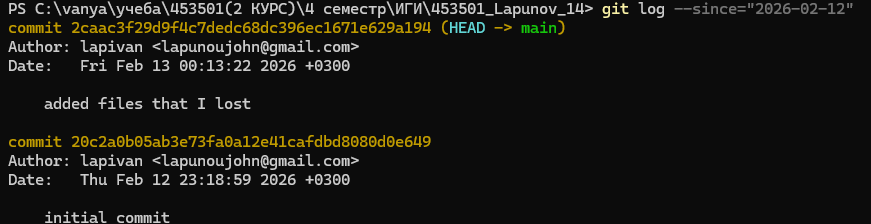 PS C:\vanya\учеба\453501(2 КУРС)\4 семестр\ИГИ\453501_Lapunov_14> git log --since="2026-02-12"
commit 2caac3f29d9f4c7dedc68dc396ec1671e629a194 (HEAD -> main)
Author: lapivan <lapunoujohn@gmail.com>
Date:   Fri Feb 13 00:13:22 2026 +0300
added files that I lost
commit 20c2a0b05ab3e73fa0a12e41cafdbd8080d0e649
Author: lapivan <lapunoujohn@gmail.com>
Date:   Thu Feb 12 23:18:59 2026 +0300
initial commit